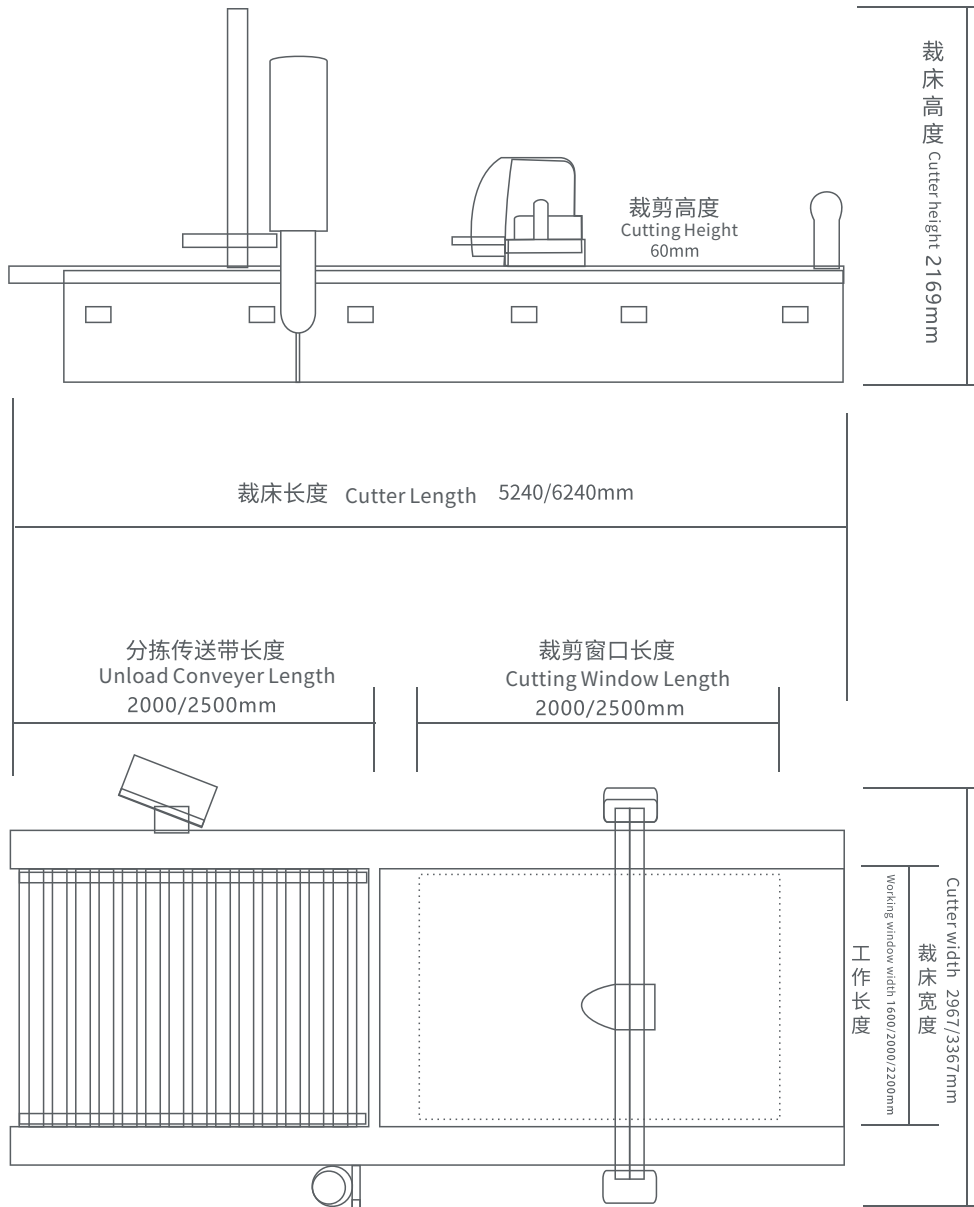 裁床高度 Cutter height 2169mm
裁剪高度
Cutting Height
60mm
裁床长度 Cutter Length 5240/6240mm
分拣传送带长度
Unload Conveyer Length
2000/2500mm
裁剪窗口长度
Cutting Window Length
2000/2500mm
工作长度
Working window width 1600/2000/2200mm
裁床宽度
Cutter width 2967/3367mm